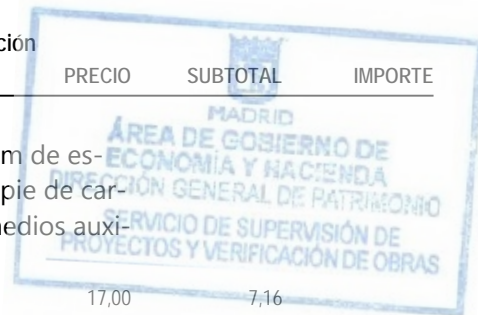 ción
PRECIO SUBTOTAL IMPORTE
MADRID
ÁREA DE GOBIERNO DE
m de es-
ECONOMÍA Y HACIENDA
pie de car-
DIRECCIÓN GENERAL DE PATRIMONIO
medios auxi-
SERVICIO DE SUPERVISIÓN DE
PROYECTOS Y VERIFICACIÓN DE OBRAS
17,00 7,16